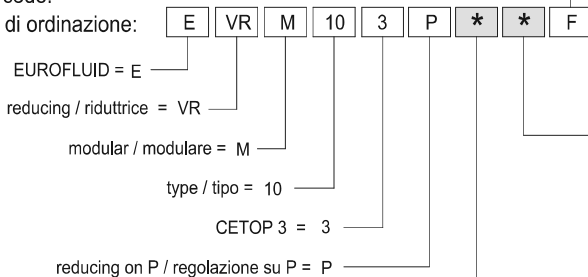 di ordinazione: E VR M 10 3 P * * F
EUROFLUID = E
reducing / riduttrice = VR
modular / modulare = M
type / tipo = 10
CETOP 3 = 3
reducing on P / regolazione su P = P